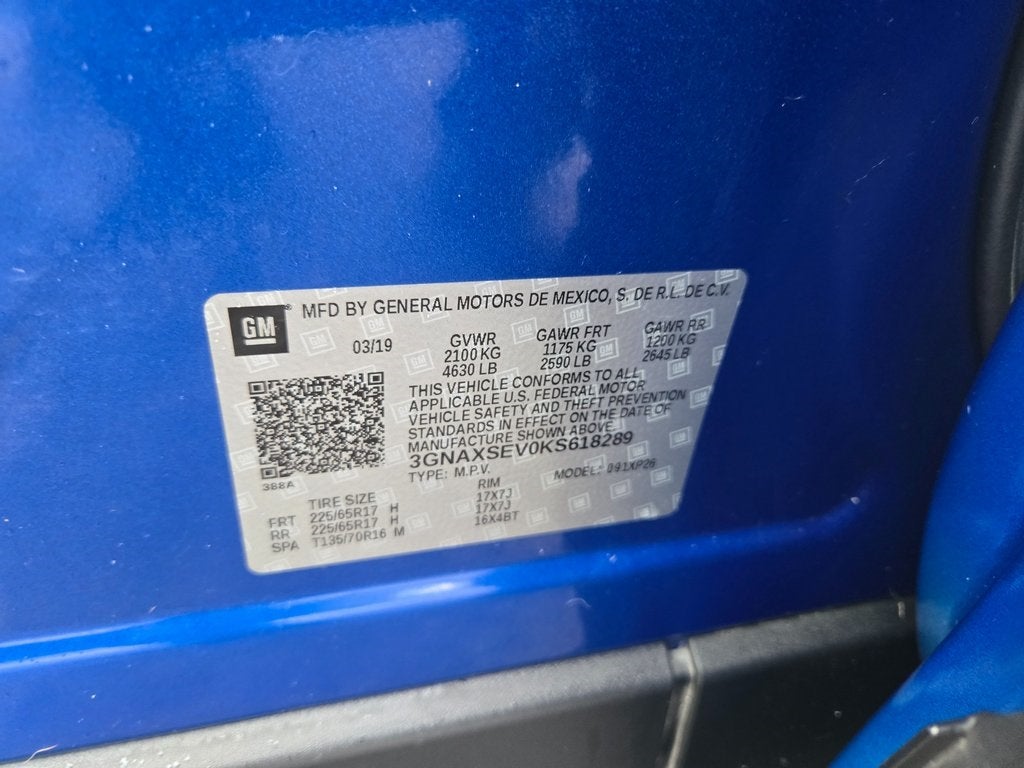 GM® MFD BY GENERAL MOTORS DE MEXICO, S. DE R.L. DE C.V.
03/19 GVWR GAWR FRT GAWR RR
2100 KG 1175 KG 1200 KG
4630 LB 2590 LB 2645 LB
THIS VEHICLE CONFORMS TO ALL
APPLICABLE U.S. FEDERAL MOTOR
VEHICLE SAFETY AND THEFT PREVENTION
STANDARDS IN EFFECT ON THE DATE OF
MANUFACTURE SHOWN ABOVE.
3GNAXSEV0KS618289
TYPE: M.P.V. MODEL: 091XP26
388A
TIRE SIZE RIM
FRT 225/65R17 H 17X7J
RR 225/65R17 H 17X7J
SPA T135/70R16 M 16X4BT